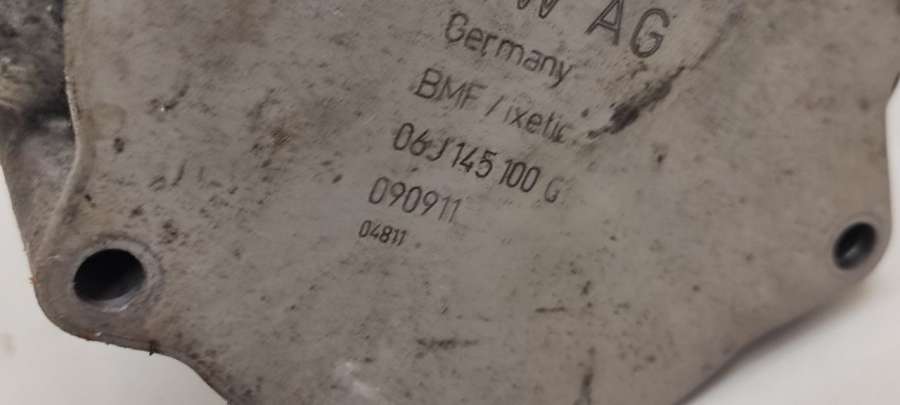 W AG
Germany
BMF / ixetic
06J 145 100 G
090911
04811